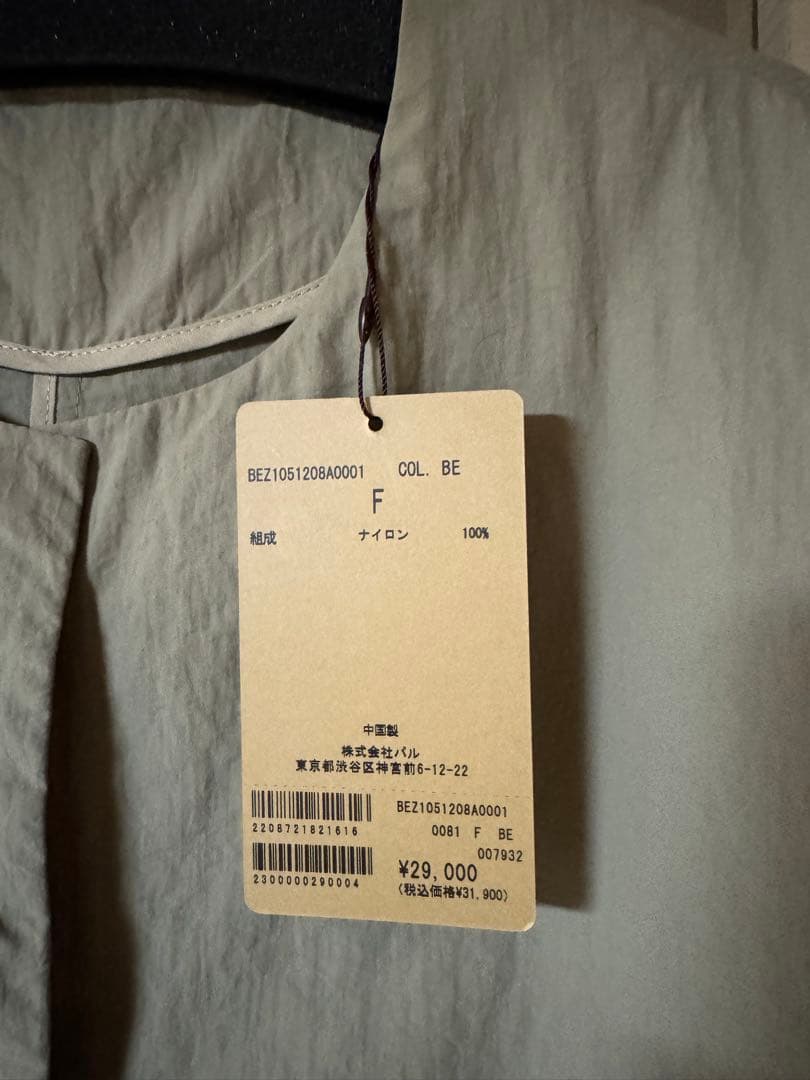 BEZ1051208A0001 COL. BE
F
組成 ナイロン 100%
中国製
株式会社パル
東京都渋谷区神宮前6-12-22
BEZ1051208A0001
2208721821616
0081 F BE
007932
2300000290004
¥29,000
(税込価格¥31,900)